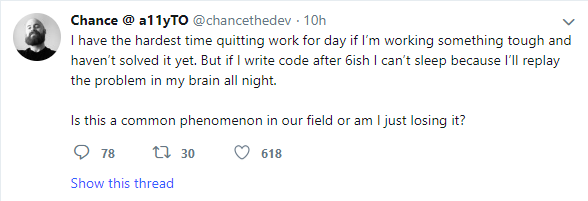 Chance @ a11yTO @chancethedev · 10h
I have the hardest time quitting work for day if I'm working something tough and
haven't solved it yet. But if I write code after 6ish I can't sleep because I'll replay
the problem in my brain all night.
Is this a common phenomenon in our field or am I just losing it?
78 30 618
Show this thread